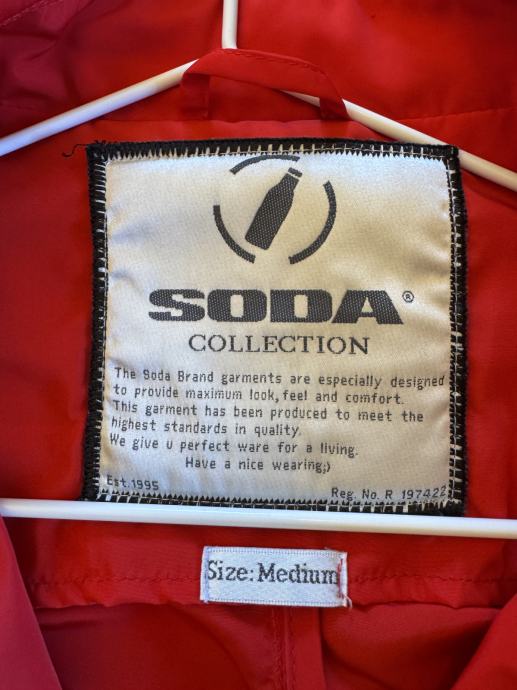 SODA®
COLLECTION
The Soda Brand garments are especially designed
to provide maximum look, feel and comfort.
This garment has been produced to meet the
highest standards in quality.
We give u perfect ware for a living.
Have a nice wearing;)
Est.1995
Reg. No. R 197422
Size: Medium